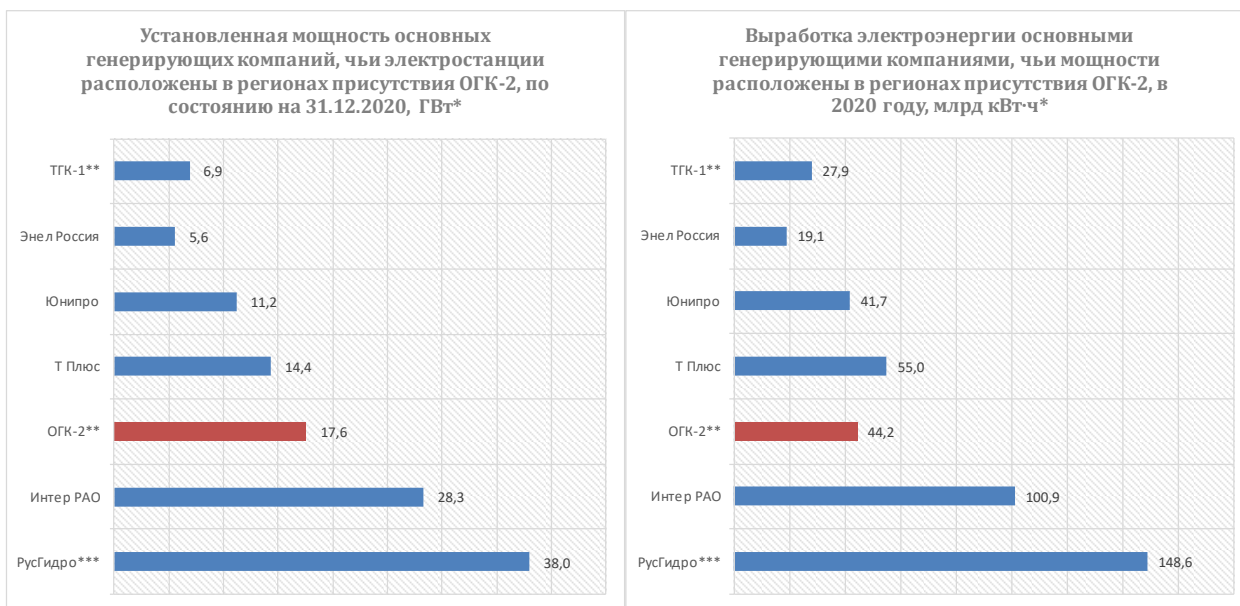 Установленная мощность основных
генерирующих компаний, чьи электростанции
расположены в регионах присутствия ОГК-2, по
состоянию на 31.12.2020, ГВт*
ТГК-1** 6,9
Энел Россия 5,6
Юнипро 11,2
Т Плюс 14,4
ОГК-2** 17,6
Интер РАО 28,3
РусГидро*** 38,0
Выработка электроэнергии основными
генерирующими компаниями, чьи мощности
расположены в регионах присутствия ОГК-2, в
2020 году, млрд кВт·ч*
ТГК-1** 27,9
Энел Россия 19,1
Юнипро 41,7
Т Плюс 55,0
ОГК-2** 44,2
Интер РАО 100,9
РусГидро*** 148,6